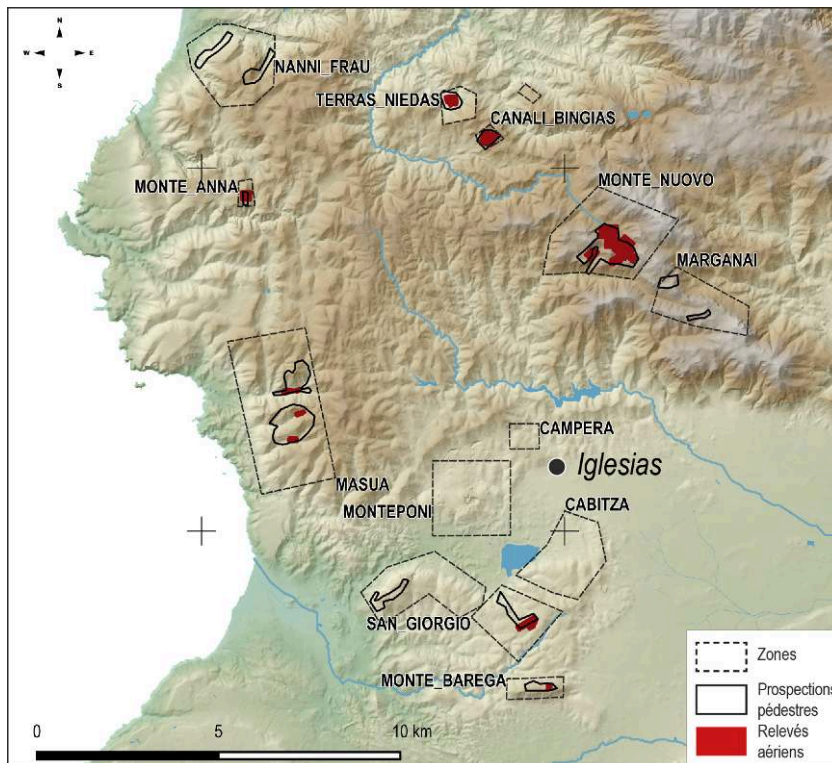 N
W
E
S
NANNI_FRAU
TERRAS_NIEDAS
CANALI_BINGIAS
MONTE_ANNA
MONTE_NUOVO
MARGANAI
CAMPERA
Iglesias
MASUA
MONTEPONI
CABITZA
SAN_GIORGIO
MONTE_BAREGA
Zones
Prospections
pédestres
Relevés
aériens
0
5
10 km